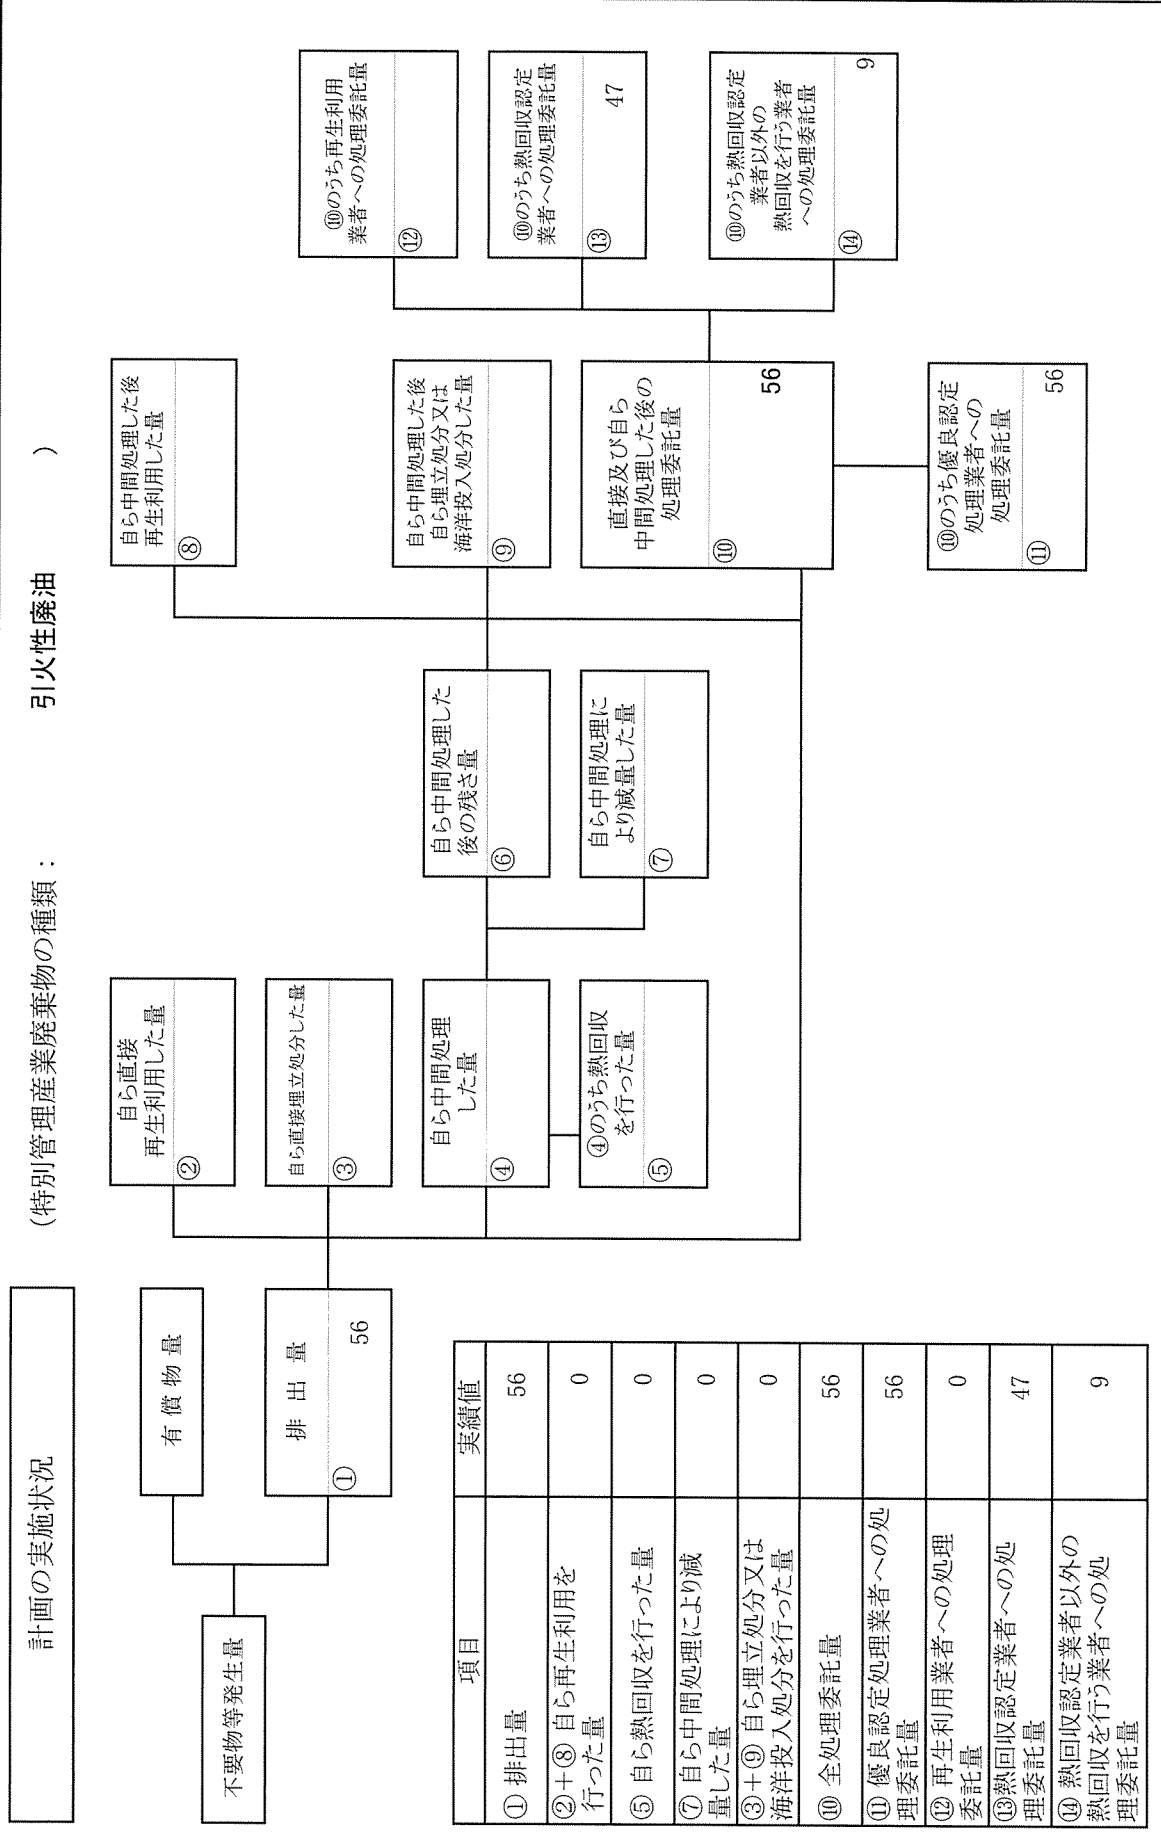 計画の実施状況
(特別管理産業廃棄物の種類： 引火性廃油 )
不要物等発生量
有償物量
排出量
① 56
自ら直接
再生利用した量
②
自ら直接埋立処分した量
③
自ら中間処理
した量
④
④のうち熱回収
を行った量
⑤
自ら中間処理した
後の残さ量
⑥
自ら中間処理に
より減量した量
⑦
自ら中間処理した後
再生利用した量
⑧
自ら中間処理した後
自ら埋立処分又は
海洋投入処分した量
⑨
直接及び自ら
中間処理した後の
処理委託量
⑩ 56
⑩のうち優良認定
処理業者への
処理委託量
⑪ 56
⑩のうち再生利用
業者への処理委託量
⑫
⑩のうち熱回収認定
業者への処理委託量
⑬ 47
⑩のうち熱回収認定
業者以外の
熱回収を行う業者
への処理委託量
⑭ 9
項目 実績値
① 排出量 56
②＋⑧ 自ら再生利用を
行った量 0
⑤ 自ら熱回収を行った量 0
⑦ 自ら中間処理により減
量した量 0
③＋⑨ 自ら埋立処分又は
海洋投入処分を行った量 0
⑩ 全処理委託量 56
⑪ 優良認定処理業者への処
理委託量 56
⑫ 再生利用業者への処理
委託量 0
⑬熱回収認定業者への処
理委託量 47
⑭ 熱回収認定業者以外の
熱回収を行う業者への処
理委託量 9